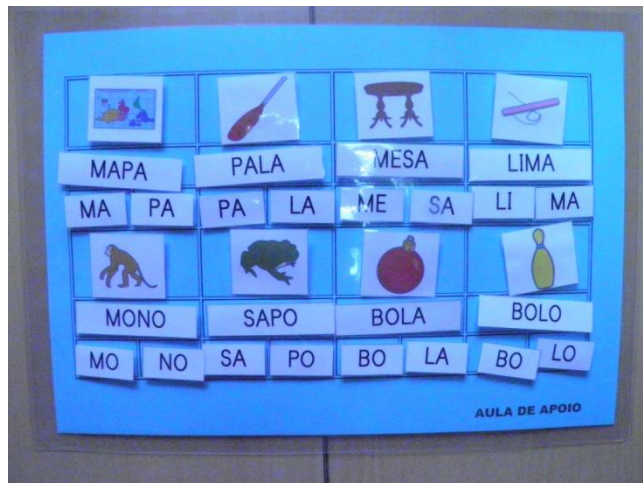 MAPA PALA MESA LIMA
MA PA PA LA ME SA LI MA
MONO SAPO BOLA BOLO
MO NO SA PO BO LA BO LO
AULA DE APOIO